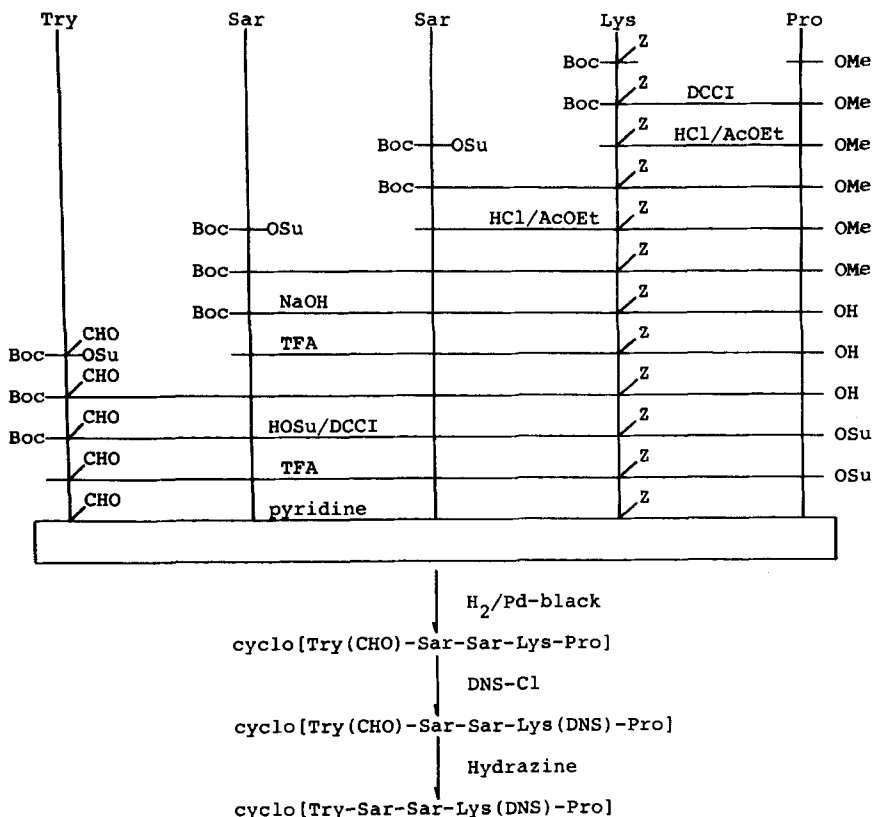 Try Sar Sar Lys Pro
Boc Z OMe
Boc Z DCCI OMe
Boc OSu Z HCl/AcOEt OMe
Boc Z OMe
Boc OSu HCl/AcOEt Z OMe
Boc Z OMe
Boc NaOH Z OH
Boc CHO OSu TFA Z OH
Boc CHO Z OH
Boc CHO HOSu/DCCI Z OSu
CHO TFA Z OSu
CHO pyridine Z
H2/Pd-black
cyclo[Try(CHO)-Sar-Sar-Lys-Pro]
DNS-Cl
cyclo[Try(CHO)-Sar-Sar-Lys(DNS)-Pro]
Hydrazine
cyclo[Try-Sar-Sar-Lys(DNS)-Pro]